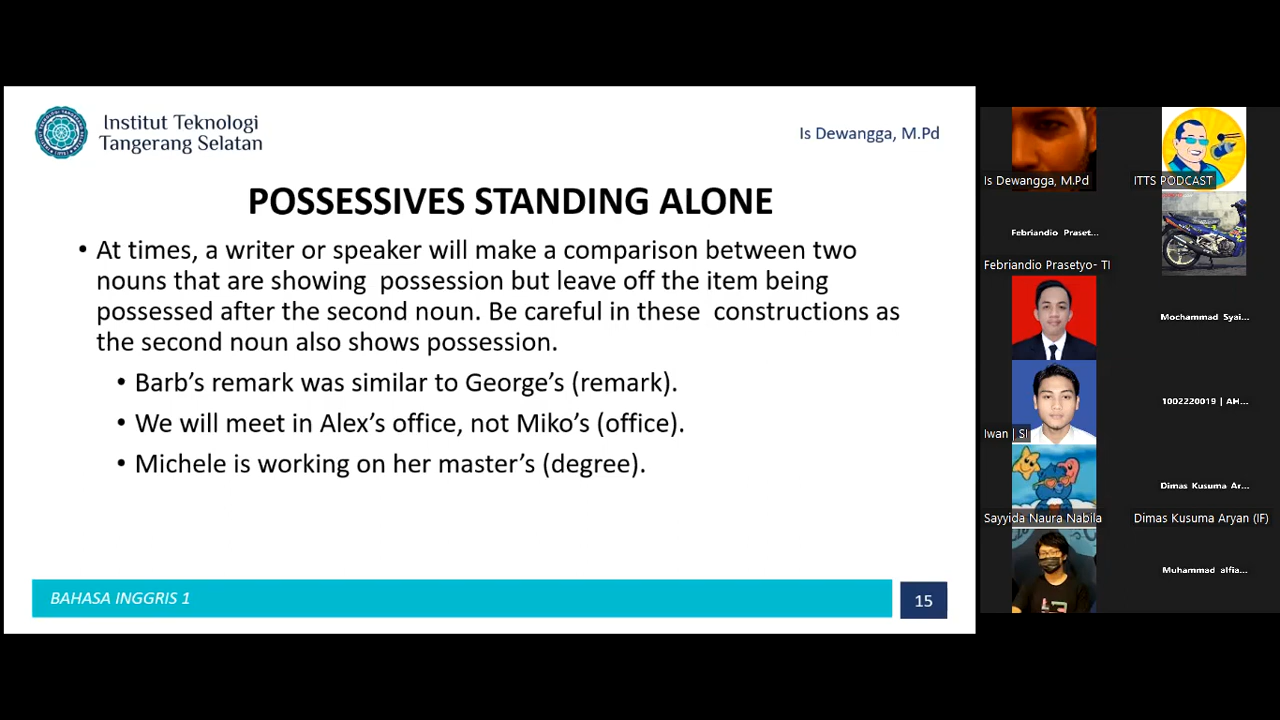 Institut Teknologi
Tangerang Selatan
Is Dewangga, M.Pd
POSSESSIVES STANDING ALONE
• At times, a writer or speaker will make a comparison between two
nouns that are showing possession but leave off the item being
possessed after the second noun. Be careful in these constructions as
the second noun also shows possession.
• Barb’s remark was similar to George’s (remark).
• We will meet in Alex’s office, not Miko’s (office).
• Michele is working on her master’s (degree).
BAHASA INGGRIS 1
15
Is Dewangga, M.Pd
ITTS PODCAST
Febriandio Praset...
Febriandio Prasetyo- TI
Mochammad Syai...
1002220019 | AH...
Iwan | SI
Dimas Kusuma Ar...
Sayyida Naura Nabila
Dimas Kusuma Aryan (IF)
Muhammad alfia...